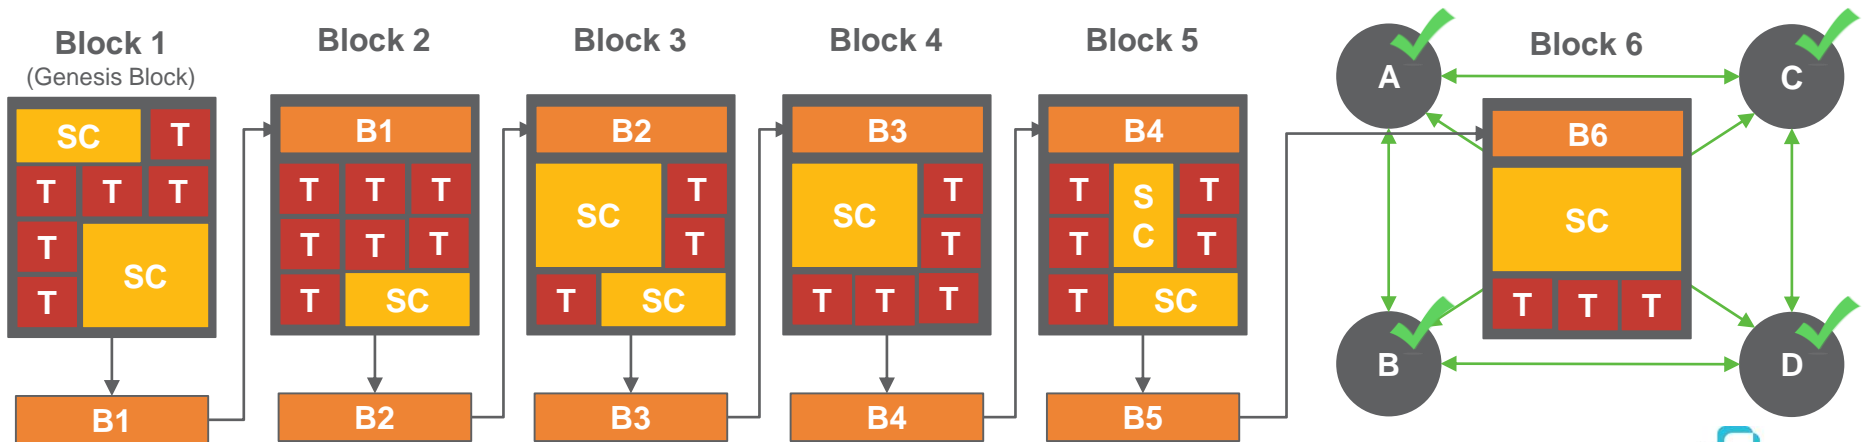 Block 1
(Genesis Block)
SC T
T T T
T
SC
T
B1
Block 2
B1
T T T
T T T
T SC
B2
Block 3
B2
SC T
T
T SC
B3
Block 4
B3
SC T
T
T T T
B4
Block 5
B4
T S C T
T T
T SC
B5
Block 6
A
C
B6
SC
T T T
B
D